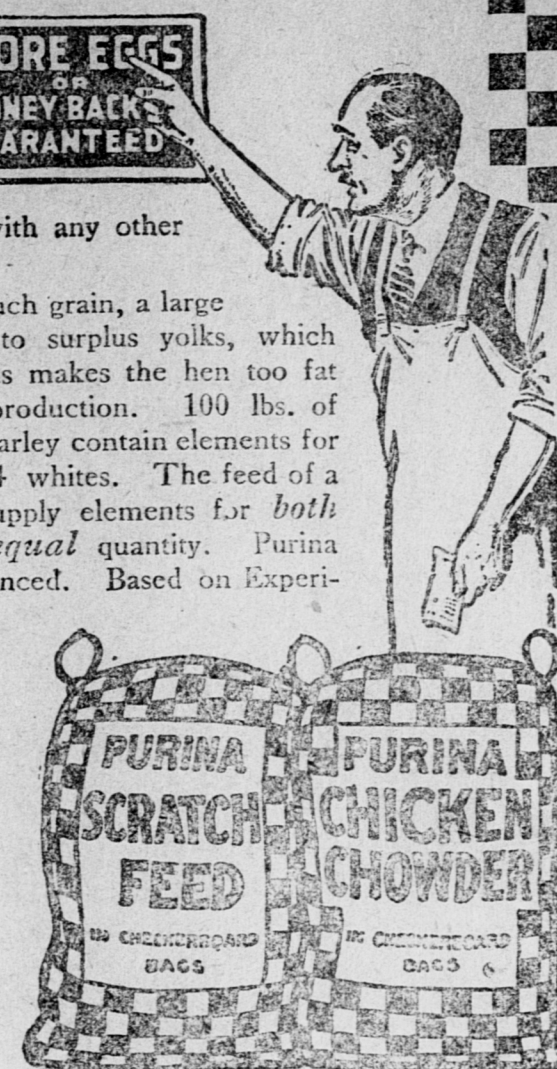 ORE EGGS
OR
NEY BACK
ARANTEED
ith any other
ach grain, a large
to surplus yolks, which
s makes the hen too fat
production. 100 lbs. of
arley contain elements for
whites. The feed of a
upply elements for both
equal quantity. Purina
nced. Based on Experi-
PURINA
SCRATCH
FEED
IN CHECKERBOARD
BAGS
PURINA
CHICKEN
CHOWDER
IN CHECKERBOARD
BAGS